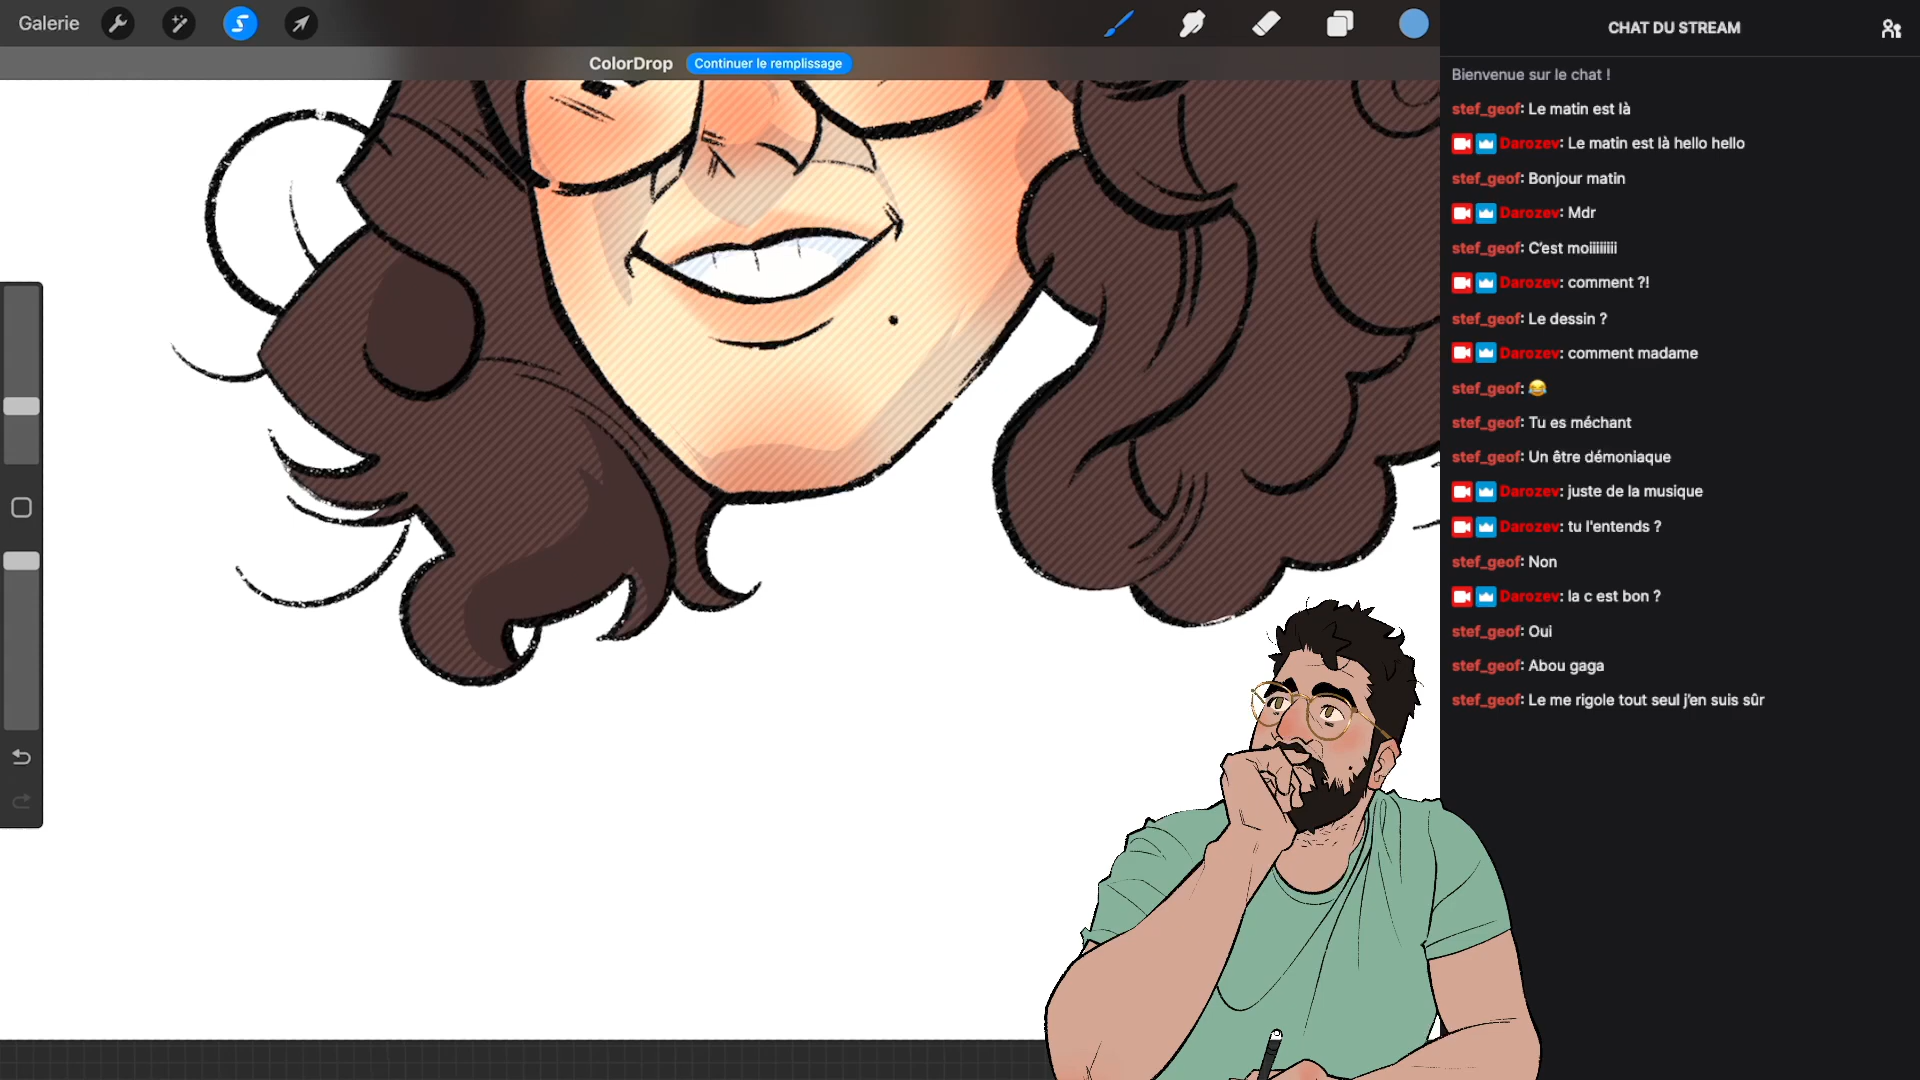 Galerie
ColorDrop
Continuer le remplissage
CHAT DU STREAM
Bienvenue sur le chat !
stef_geof: Le matin est là
Darozev: Le matin est là hello hello
stef_geof: Bonjour matin
Darozev: Mdr
stef_geof: C'est moiiiiiiiii
Darozev: comment ?!
stef_geof: Le dessin ?
Darozev: comment madame
stef_geof: 😂
stef_geof: Tu es méchant
stef_geof: Un être démoniaque
Darozev: juste de la musique
Darozev: tu l'entends ?
stef_geof: Non
Darozev: la c est bon ?
stef_geof: Oui
stef_geof: Abou gaga
stef_geof: Le me rigole tout seul j'en suis sûr